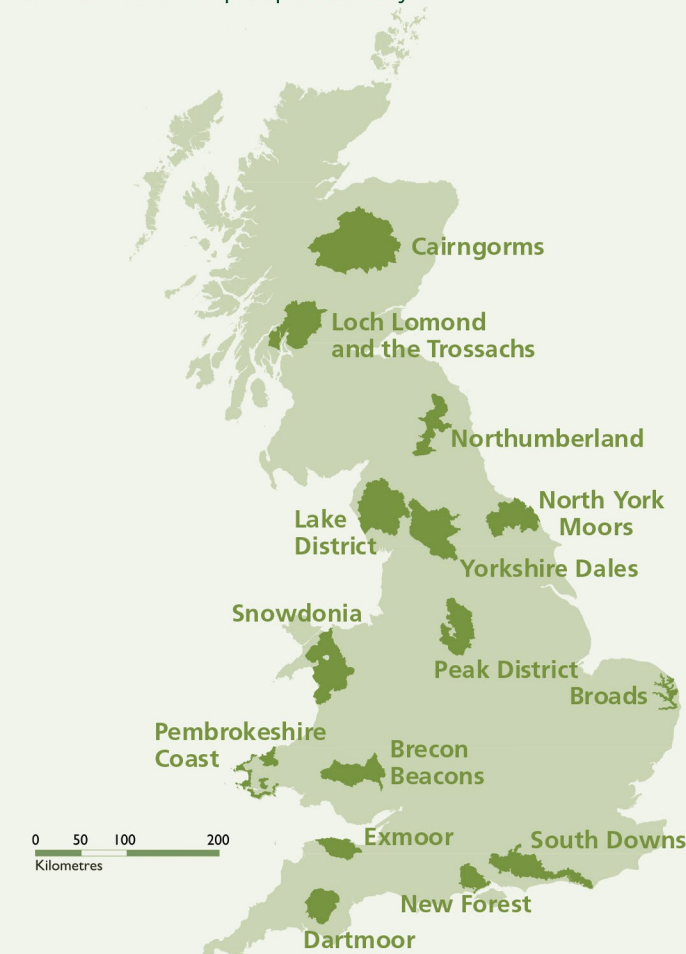 Cairngorms
Loch Lomond
and the Trossachs
Northumberland
North York
Moors
Lake
District
Yorkshire Dales
Snowdonia
Peak District
Broads
Pembrokeshire
Coast
Brecon
Beacons
0 50 100 200
Kilometres
Exmoor
South Downs
New Forest
Dartmoor